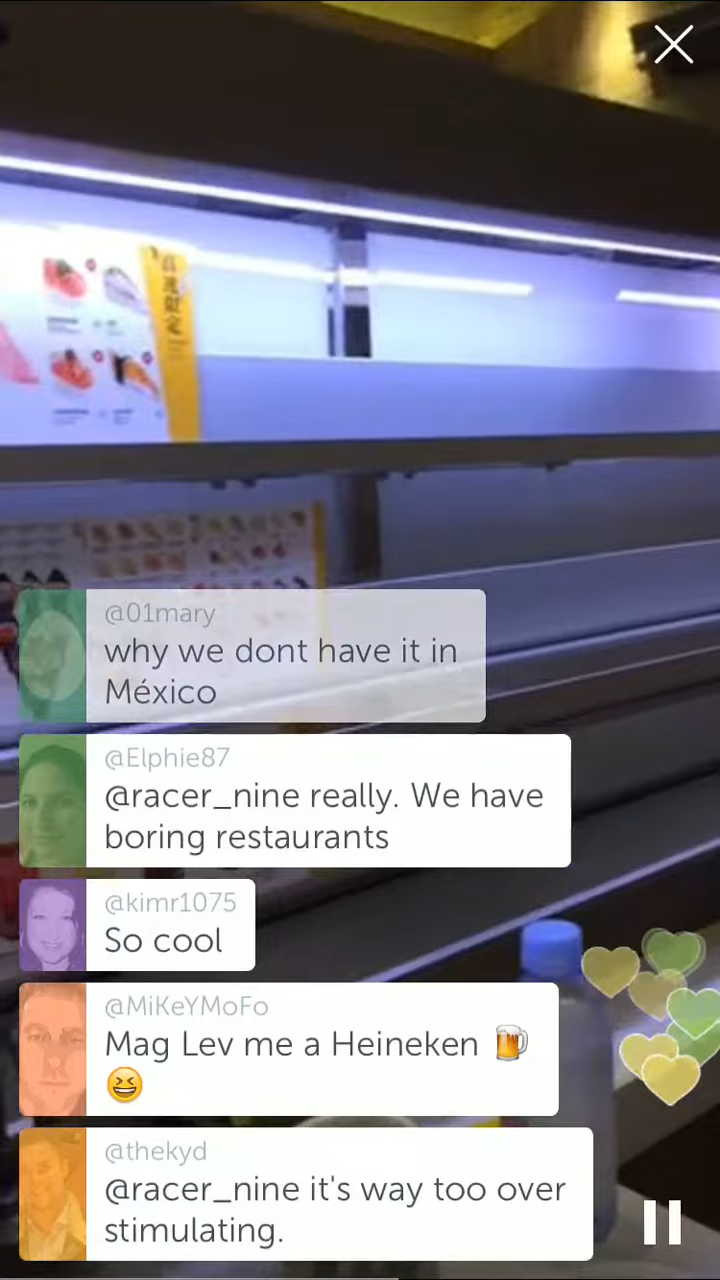 @01mary
why we dont have it in
México
@Elphie87
@racer_nine really. We have
boring restaurants
@kimr1075
So cool
@MiKeYMoFo
Mag Lev me a Heineken 🍺
😆
@thekyd
@racer_nine it's way too over
stimulating.